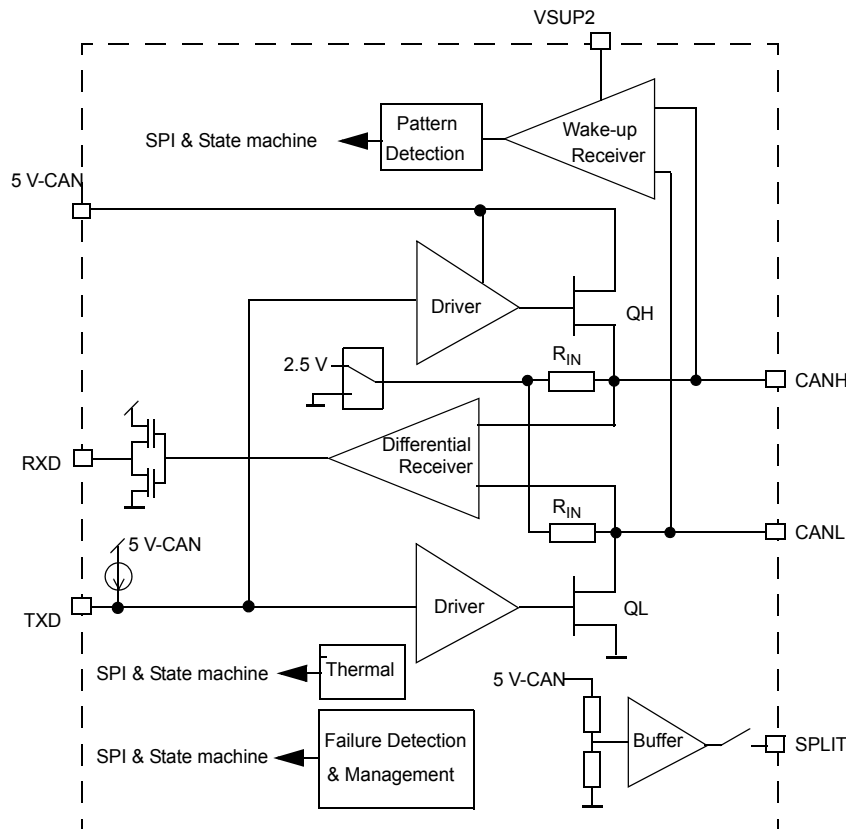 VSUP2
Pattern
Detection
Wake-up
Receiver
SPI & State machine
5 V-CAN
Driver
QH
2.5 V
RIN
CANH
Differential
Receiver
RXD
RIN
CANL
5 V-CAN
TXD
Driver
QL
SPI & State machine
Thermal
5 V-CAN
SPI & State machine
Failure Detection
& Management
Buffer
SPLIT